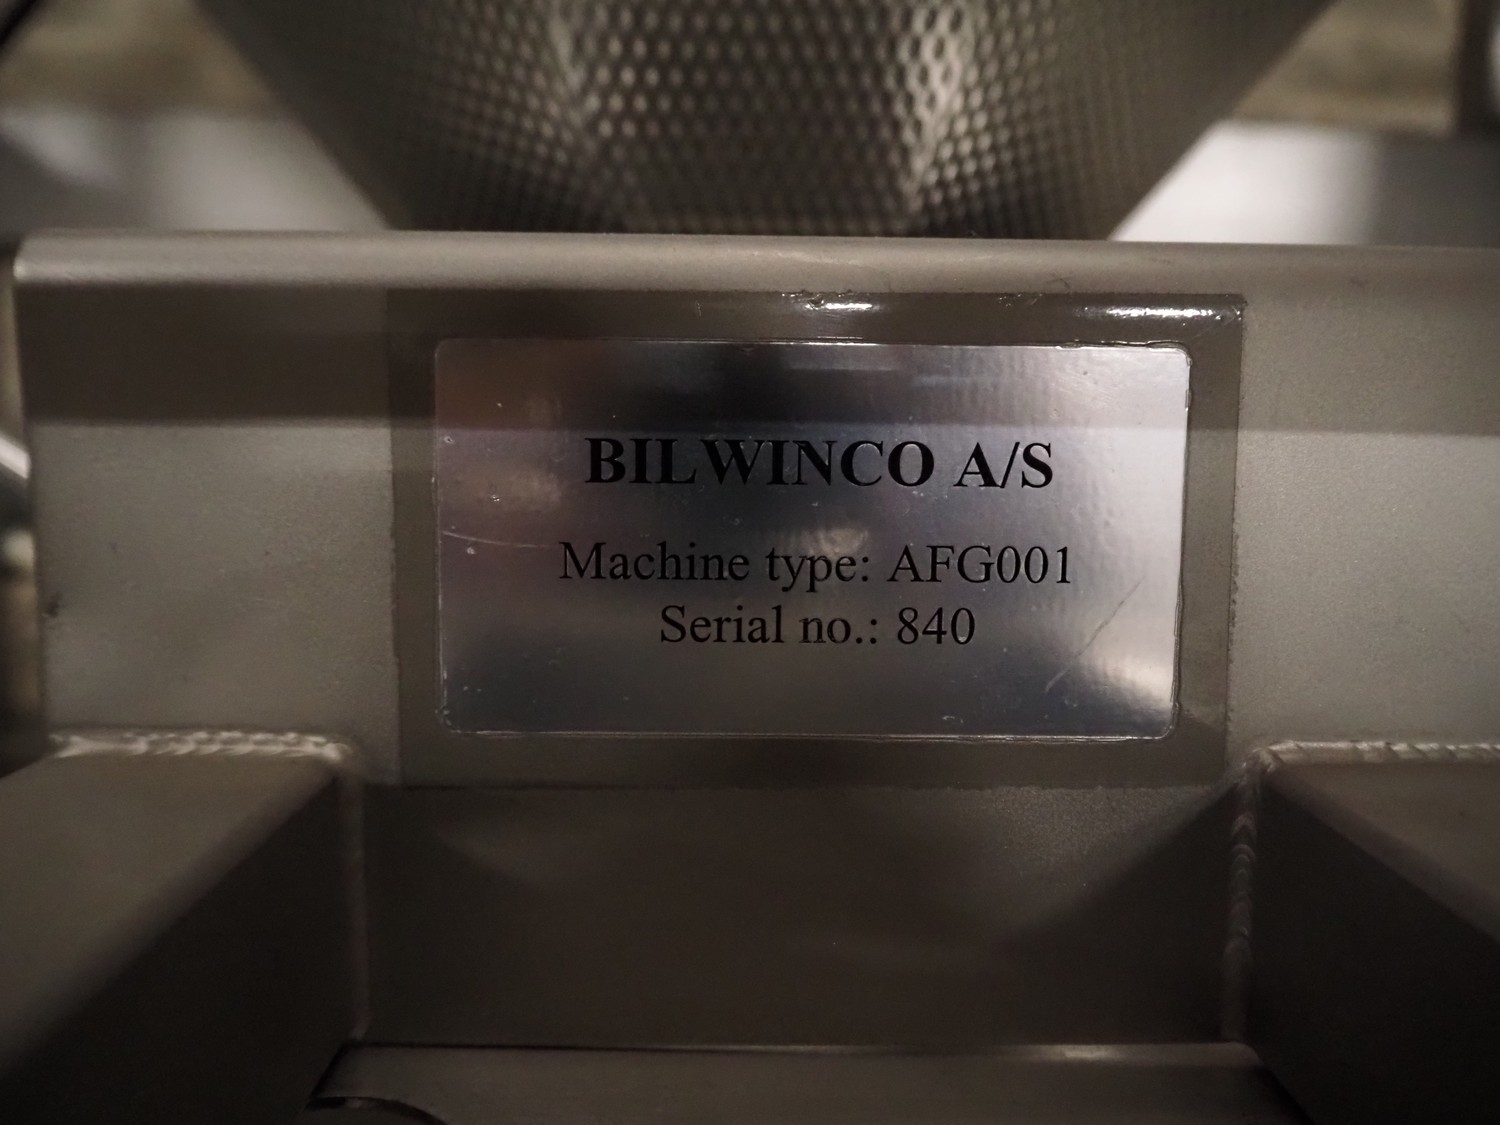 BILWINCO A/S
Machine type: AFG001
Serial no.: 840